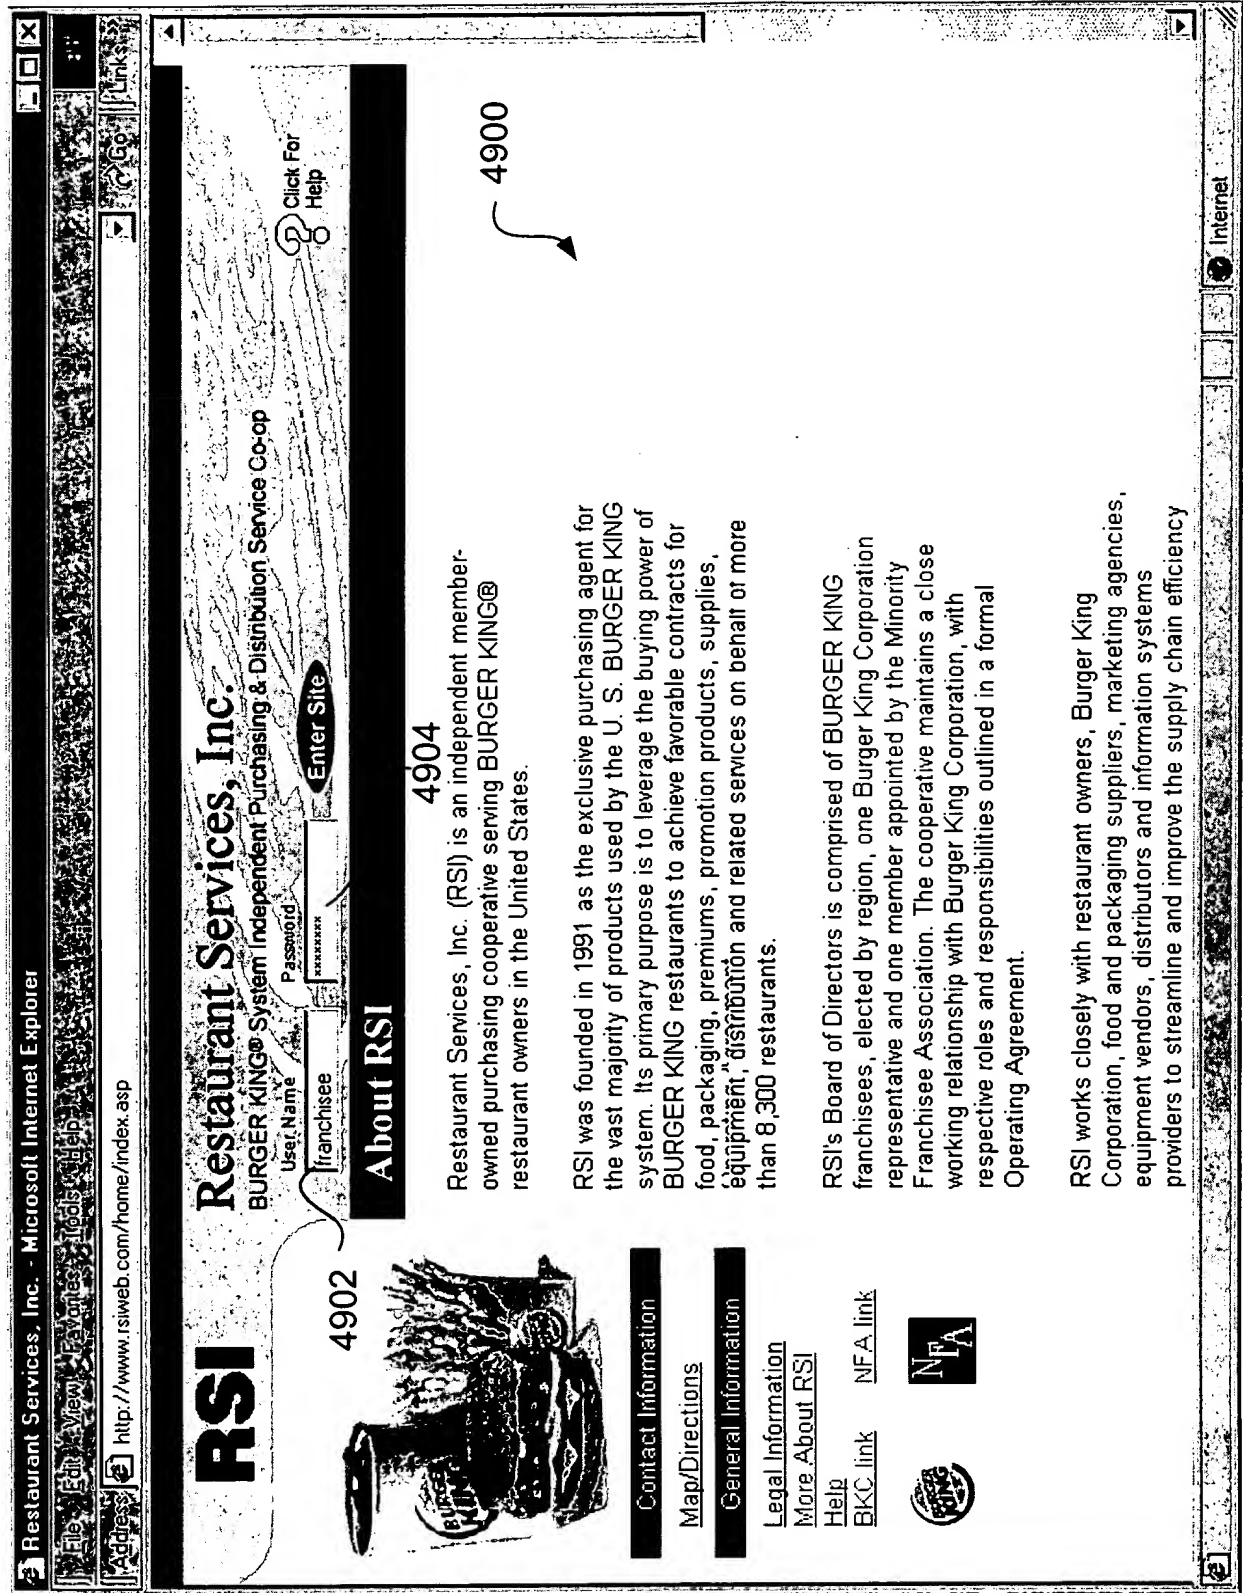 Restaurant Services, Inc. - Microsoft Internet Explorer
File Edit View Favorites Tools Help
Address http://www.rsiweb.com/home/index.asp Go Links
RSI
Restaurant Services, Inc.
BURGER KING® System Independent Purchasing & Distribution Service Co-op
User Name Password
franchisee xxxxxxxx Enter Site
Click For
Help
About RSI
4902
4904
4900
BURGER
KING
Contact Information
Map/Directions
General Information
Legal Information
More About RSI
Help
BKC link NFA link
BURGER
KING
NFA
Restaurant Services, Inc. (RSI) is an independent member-
owned purchasing cooperative serving BURGER KING®
restaurant owners in the United States.
RSI was founded in 1991 as the exclusive purchasing agent for
the vast majority of products used by the U. S. BURGER KING
system. Its primary purpose is to leverage the buying power of
BURGER KING restaurants to achieve favorable contracts for
food, packaging, premiums, promotion products, supplies,
equipment, distribution and related services on behalf of more
than 8,300 restaurants.
RSI's Board of Directors is comprised of BURGER KING
franchisees, elected by region, one Burger King Corporation
representative and one member appointed by the Minority
Franchisee Association. The cooperative maintains a close
working relationship with Burger King Corporation, with
respective roles and responsibilities outlined in a formal
Operating Agreement.
RSI works closely with restaurant owners, Burger King
Corporation, food and packaging suppliers, marketing agencies,
equipment vendors, distributors and information systems
providers to streamline and improve the supply chain efficiency
Internet